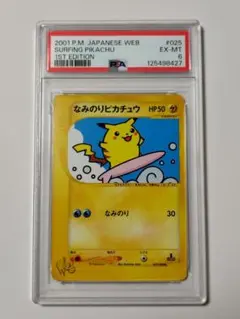 2001 P.M. JAPANESE WEB #025
SURFING PIKACHU EX-MT
1ST EDITION 6
PSA 125498427
なみのりピカチュウ HP50
なみのり 30